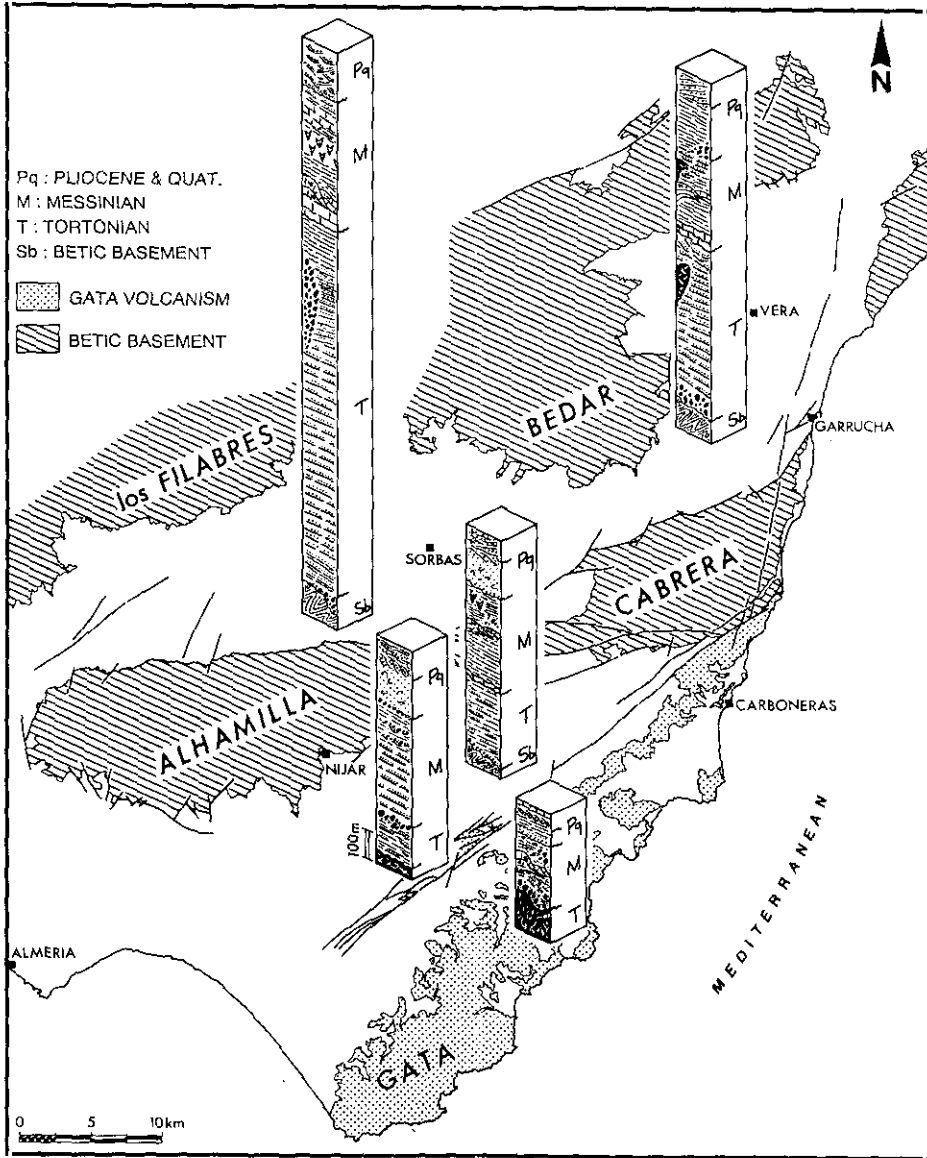 N
Pq : PLIOCENE & QUAT.
M : MESSINIAN
T : TORTONIAN
Sb : BETIC BASEMENT
GATA VOLCANISM
BETIC BASEMENT
Pq
M
T
Sb
Pq
M
T
Sb
VERA
GARRUCHA
BEDAR
los FILABRES
SORBAS
Pq
M
T
Sb
CABRERA
ALHAMILLA
NIJAR
Pq
M
T
100m
CARBONERAS
Pq
M
T
MEDITERRANEAN
ALMERIA
GATA
0 5 10km